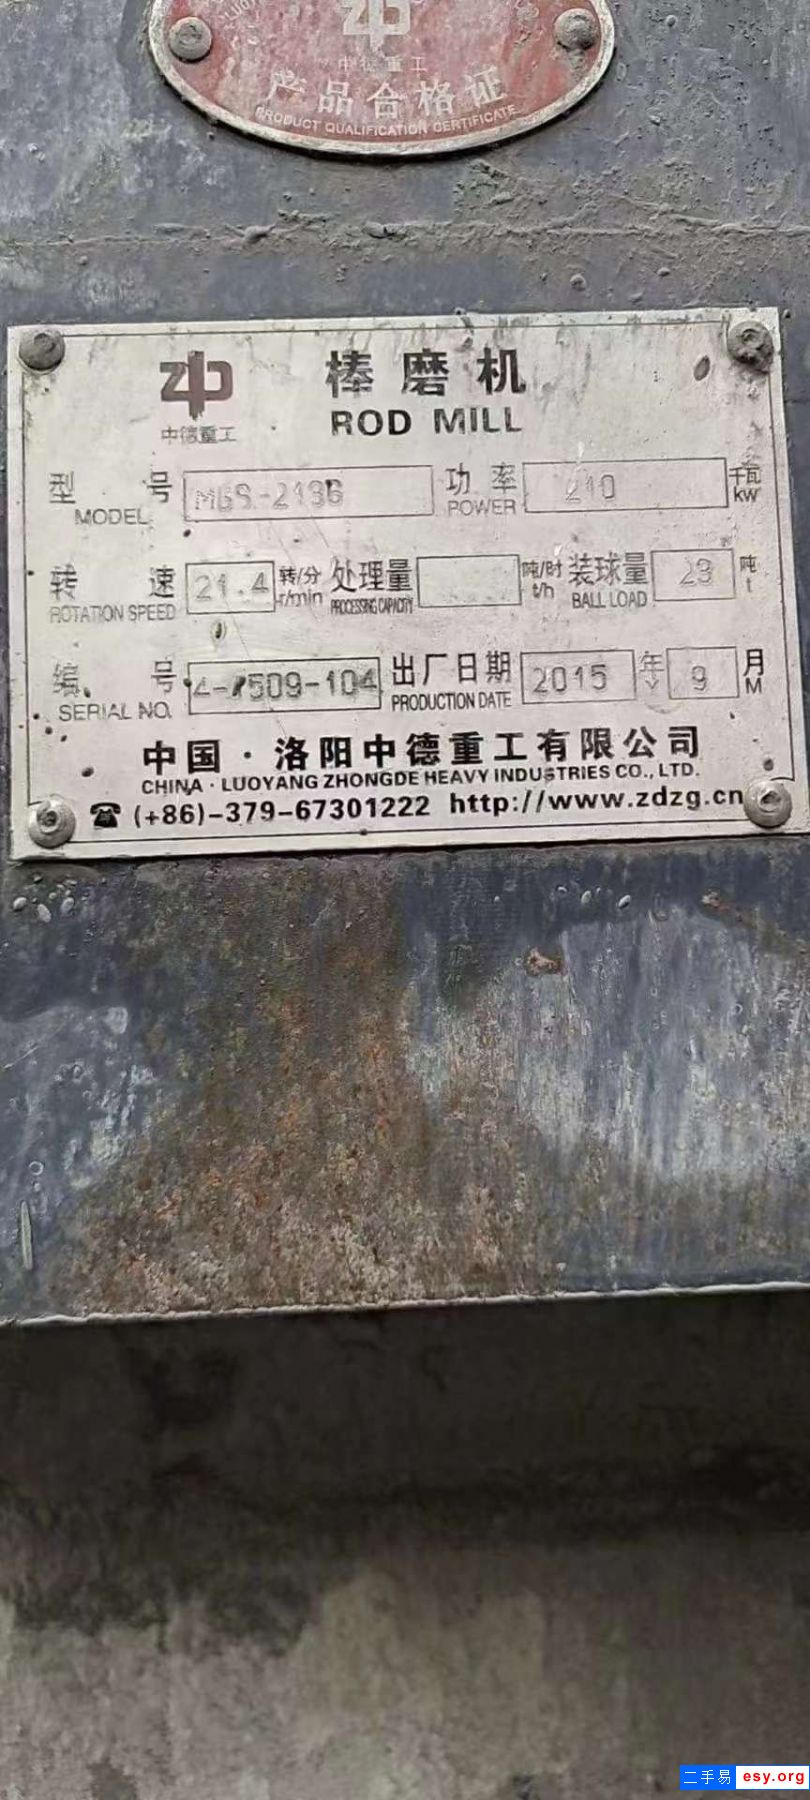 中德重工
产品合格证
PRODUCT QUALIFICATION CERTIFICATE
棒磨机
中德重工 ROD MILL
型号 MGS-2136 功率 210 千瓦
MODEL POWER kW
转速 21.4 转/分 处理量 吨/时 装球量 23 吨
ROTATION SPEED r/min PROCESSING CAPACITY t/h BALL LOAD t
编号 出厂日期 2015 年 9 月
SERIAL NO. PRODUCTION DATE Y M
中国·洛阳中德重工有限公司
CHINA·LUOYANG ZHONGDE HEAVY INDUSTRIES CO., LTD.
☎ (+86)-379-67301222 http://www.zdzg.cn
二手易 esy.org